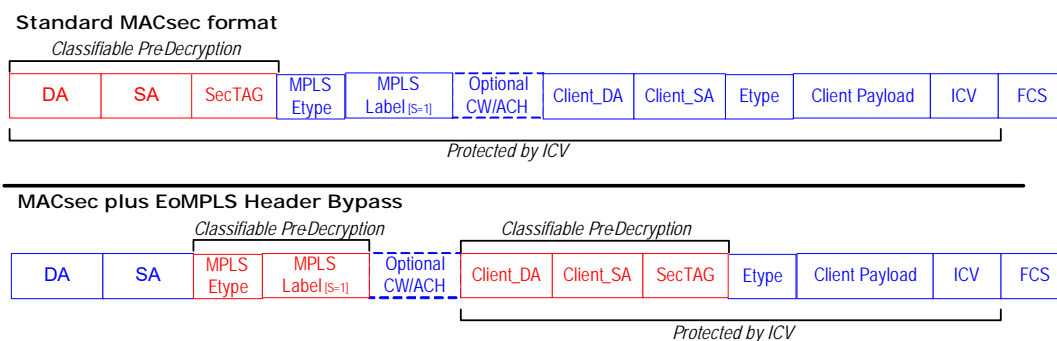 Standard MACsec format
Classifiable Pre-Decryption
DA SA SecTAG MPLS Etype MPLS Label [S=1] Optional CW/ACH Client_DA Client_SA Etype Client Payload ICV FCS
Protected by ICV
MACsec plus EoMPLS Header Bypass
Classifiable Pre-Decryption Classifiable Pre-Decryption
DA SA MPLS Etype MPLS Label [S=1] Optional CW/ACH Client_DA Client_SA SecTAG Etype Client Payload ICV FCS
Protected by ICV